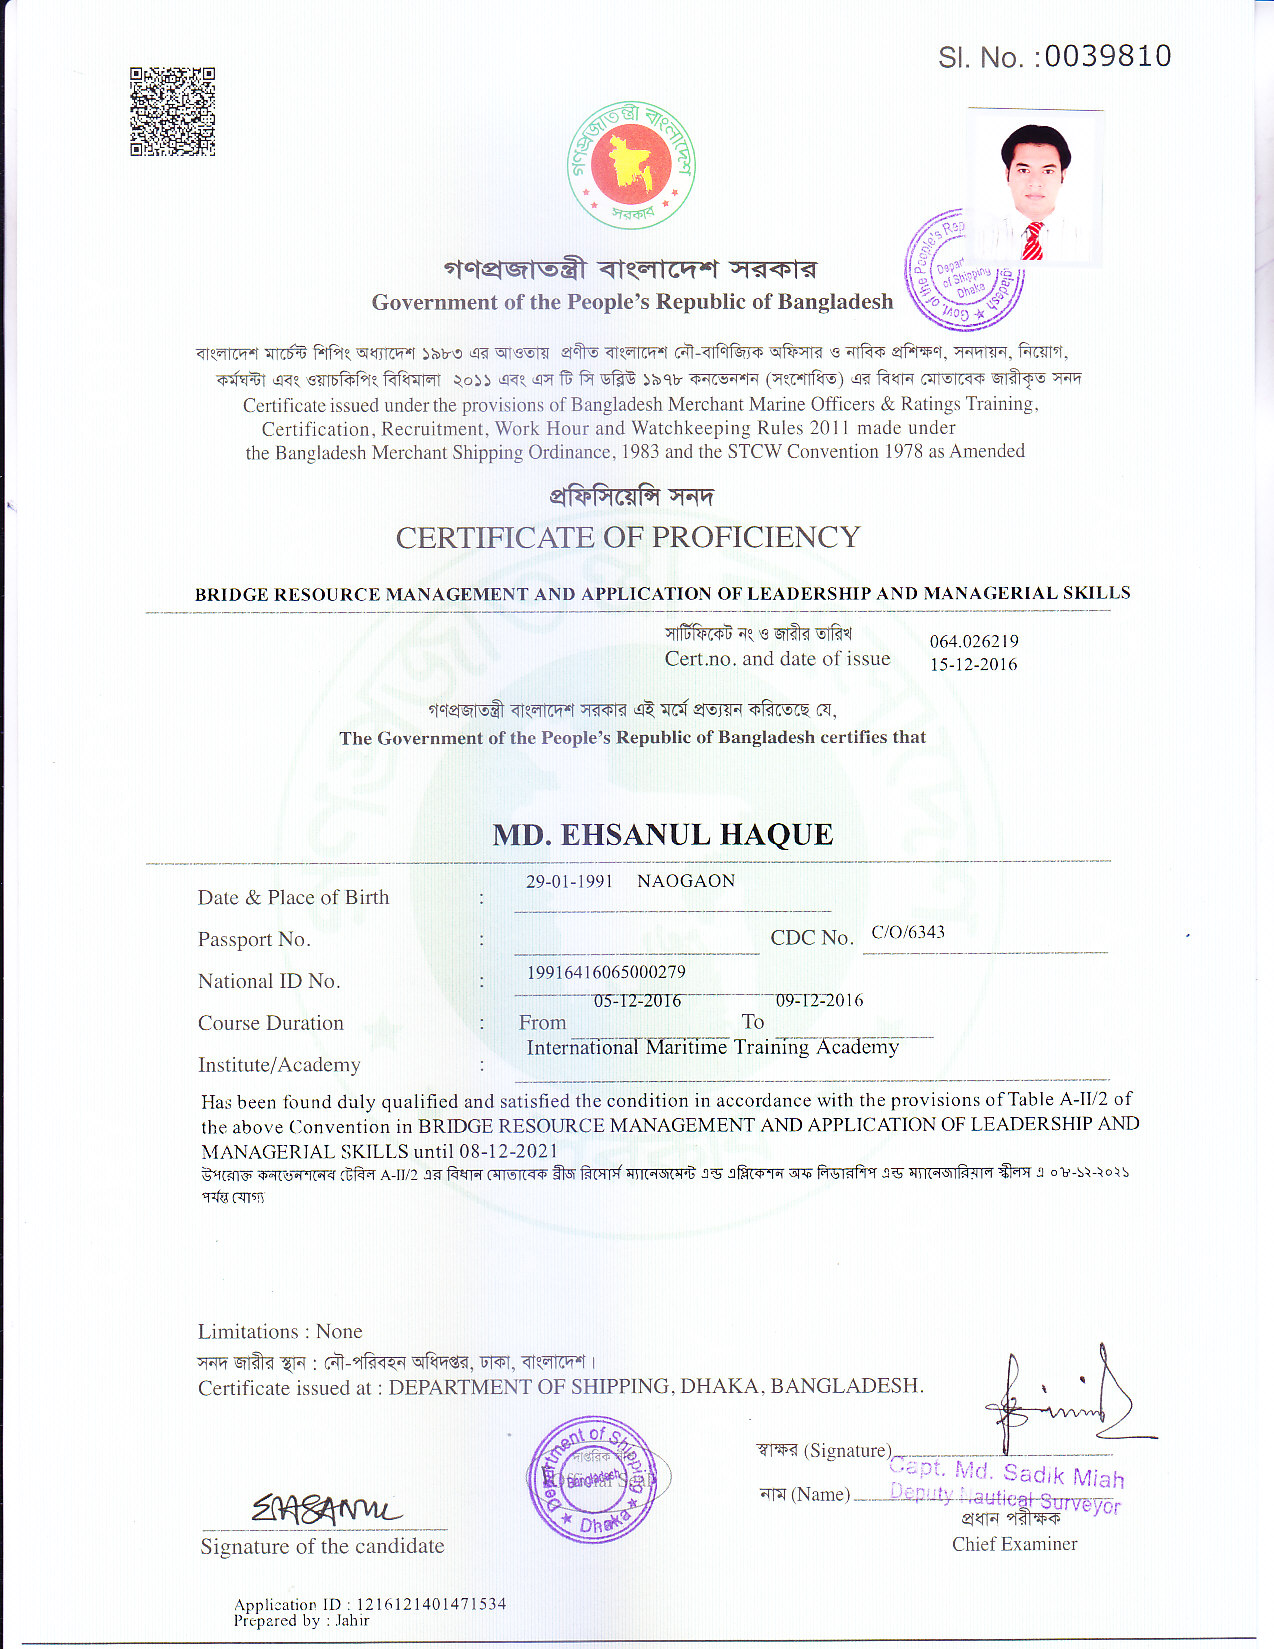 Sl. No. :0039810
গণপ্রজাতন্ত্রী বাংলাদেশ
সরকার
গণপ্রজাতন্ত্রী বাংলাদেশ সরকার
Government of the People's Republic of Bangladesh
Govt. of the People's Rep ladesh
Depar
of Shipping
Dhaka
বাংলাদেশ মার্চেন্ট শিপিং অধ্যাদেশ ১৯৮৩ এর আওতায় প্রণীত বাংলাদেশ নৌ-বাণিজ্যিক অফিসার ও নাবিক প্রশিক্ষণ, সনদায়ন, নিয়োগ,
কর্মঘন্টা এবং ওয়াচকিপিং বিধিমালা ২০১১ এবং এস টি সি ডব্লিউ ১৯৭৮ কনভেনশন (সংশোধিত) এর বিধান মোতাবেক জারীকৃত সনদ
Certificate issued under the provisions of Bangladesh Merchant Marine Officers & Ratings Training,
Certification, Recruitment, Work Hour and Watchkeeping Rules 2011 made under
the Bangladesh Merchant Shipping Ordinance, 1983 and the STCW Convention 1978 as Amended
প্রফিসিয়েন্সি সনদ
CERTIFICATE OF PROFICIENCY
BRIDGE RESOURCE MANAGEMENT AND APPLICATION OF LEADERSHIP AND MANAGERIAL SKILLS
সার্টিফিকেট নং ও জারীর তারিখ 064.026219
Cert.no. and date of issue 15-12-2016
গণপ্রজাতন্ত্রী বাংলাদেশ সরকার এই মর্মে প্রত্যয়ন করিতেছে যে,
The Government of the People's Republic of Bangladesh certifies that
MD. EHSANUL HAQUE
Date & Place of Birth : 29-01-1991 NAOGAON
Passport No. : CDC No. C/O/6343
National ID No. : 19916416065000279
Course Duration : From 05-12-2016 To 09-12-2016
Institute/Academy : International Maritime Training Academy
Has been found duly qualified and satisfied the condition in accordance with the provisions of Table A-II/2 of
the above Convention in BRIDGE RESOURCE MANAGEMENT AND APPLICATION OF LEADERSHIP AND
MANAGERIAL SKILLS until 08-12-2021
উপরোক্ত কনভেনশনের টেবিল A-II/2 এর বিধান মোতাবেক ব্রীজ রিসোর্স ম্যানেজমেন্ট এন্ড এপ্লিকেশন অফ লিডারশিপ এন্ড ম্যানেজারিয়াল স্কীলস এ ০৮-১২-২০২১
পর্যন্ত যোগ্য
Limitations : None
সনদ জারীর স্থান : নৌ-পরিবহন অধিদপ্তর, ঢাকা, বাংলাদেশ।
Certificate issued at : DEPARTMENT OF SHIPPING, DHAKA, BANGLADESH.
Department of Shipping
Bangladesh
Dhaka
স্বাক্ষর (Signature)
Capt. Md. Sadik Miah
নাম (Name) Deputy Nautical Surveyor
প্রধান পরীক্ষক
Chief Examiner
EHSANUL
Signature of the candidate
Application ID : 1216121401471534
Prepared by : Jahir